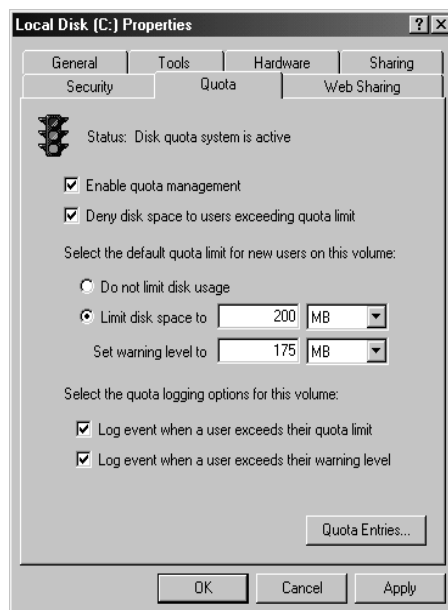 Local Disk (C:) Properties ? X
General Tools Hardware Sharing
Security Quota Web Sharing
Status: Disk quota system is active
Enable quota management
Deny disk space to users exceeding quota limit
Select the default quota limit for new users on this volume:
Do not limit disk usage
Limit disk space to 200 MB
Set warning level to 175 MB
Select the quota logging options for this volume:
Log event when a user exceeds their quota limit
Log event when a user exceeds their warning level
Quota Entries...
OK Cancel Apply